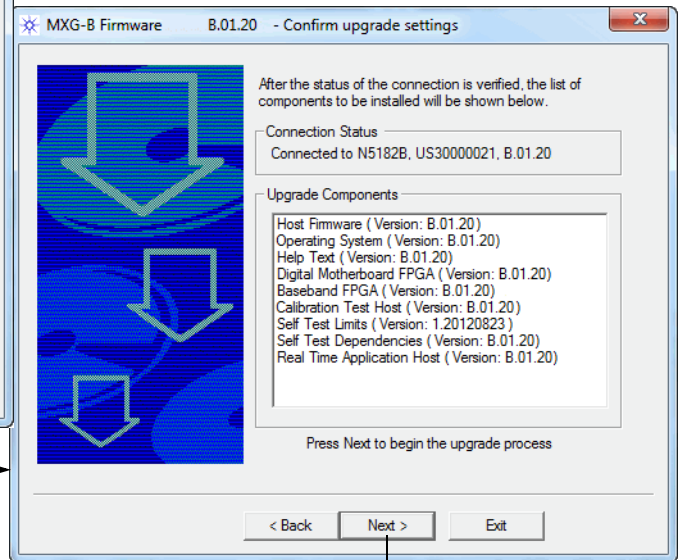 MXG-B Firmware B.01.20 - Confirm upgrade settings
After the status of the connection is verified, the list of
components to be installed will be shown below.
Connection Status
Connected to N5182B, US30000021, B.01.20
Upgrade Components
Host Firmware ( Version: B.01.20 )
Operating System ( Version: B.01.20)
Help Text ( Version: B.01.20)
Digital Motherboard FPGA ( Version: B.01.20)
Baseband FPGA ( Version: B.01.20)
Calibration Test Host ( Version: B.01.20 )
Self Test Limits ( Version: 1.20120823 )
Self Test Dependencies ( Version: B.01.20)
Real Time Application Host ( Version: B.01.20)
Press Next to begin the upgrade process
< Back Next > Exit